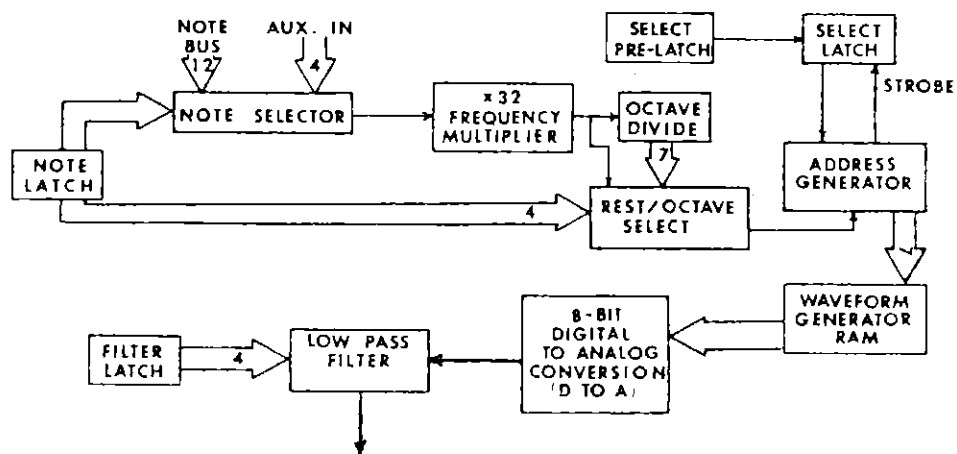 NOTE
BUS
12
AUX. IN
4
SELECT
PRE-LATCH
SELECT
LATCH
STROBE
NOTE SELECTOR
x 32
FREQUENCY
MULTIPLIER
OCTAVE
DIVIDE
7
NOTE
LATCH
4
REST/OCTAVE
SELECT
ADDRESS
GENERATOR
WAVEFORM
GENERATOR
RAM
8-BIT
DIGITAL
TO ANALOG
CONVERSION
(D TO A)
LOW PASS
FILTER
FILTER
LATCH
4